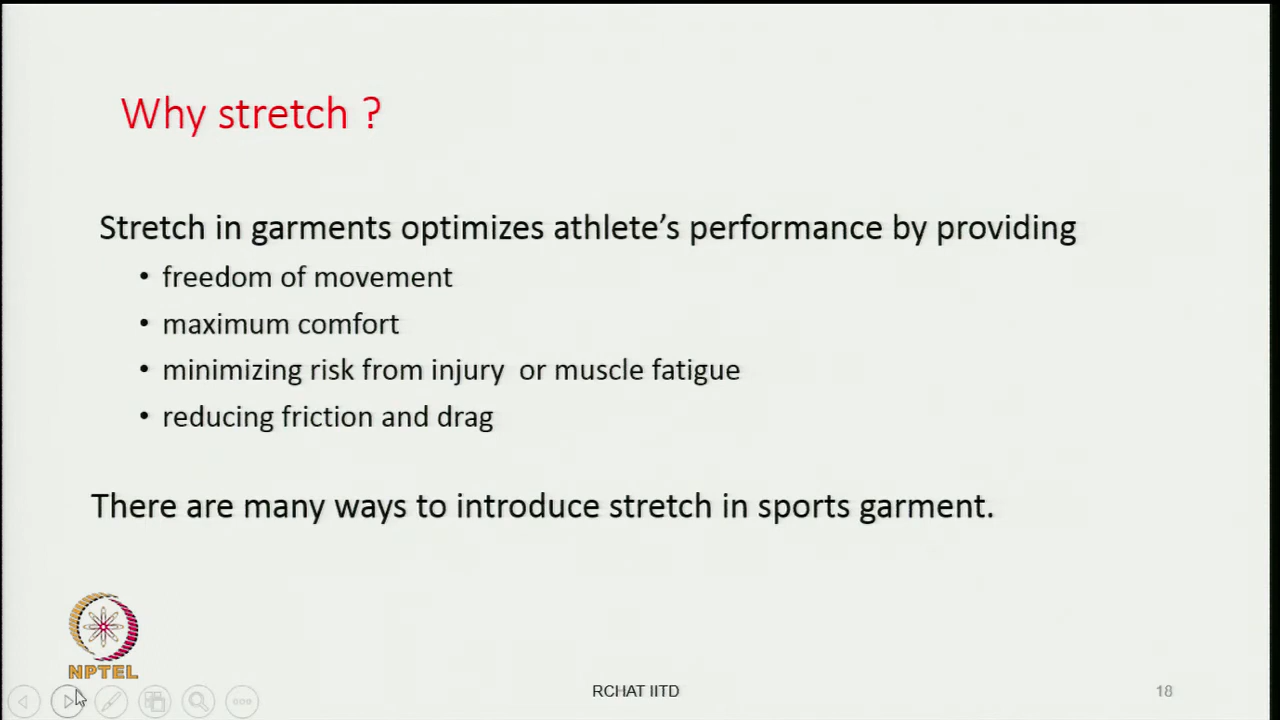 Why stretch ?
Stretch in garments optimizes athlete’s performance by providing
• freedom of movement
• maximum comfort
• minimizing risk from injury  or muscle fatigue
• reducing friction and drag
There are many ways to introduce stretch in sports garment.
NPTEL
RCHAT IITD
18